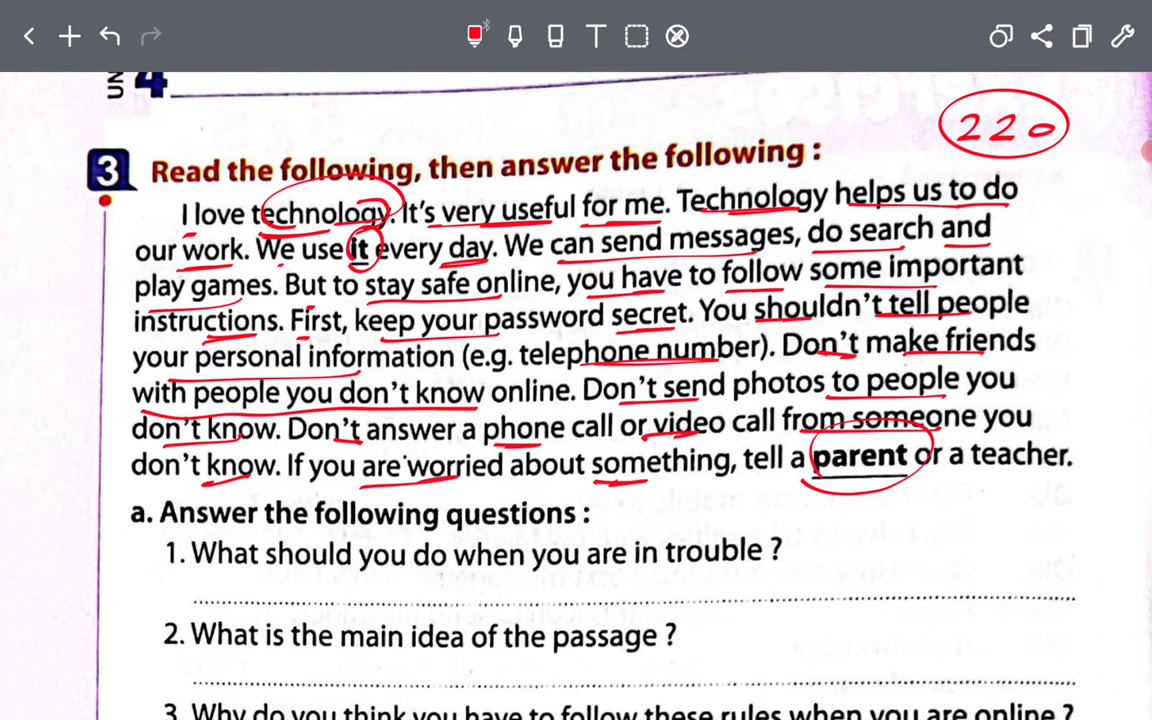 UN
4
220
3 Read the following, then answer the following :
I love technology. It's very useful for me. Technology helps us to do
our work. We use it every day. We can send messages, do search and
play games. But to stay safe online, you have to follow some important
instructions. First, keep your password secret. You shouldn't tell people
your personal information (e.g. telephone number). Don't make friends
with people you don't know online. Don't send photos to people you
don't know. Don't answer a phone call or video call from someone you
don't know. If you are worried about something, tell a parent or a teacher.
a. Answer the following questions :
1. What should you do when you are in trouble ?
2. What is the main idea of the passage ?
3. Why do you think you have to follow these rules when you are online ?